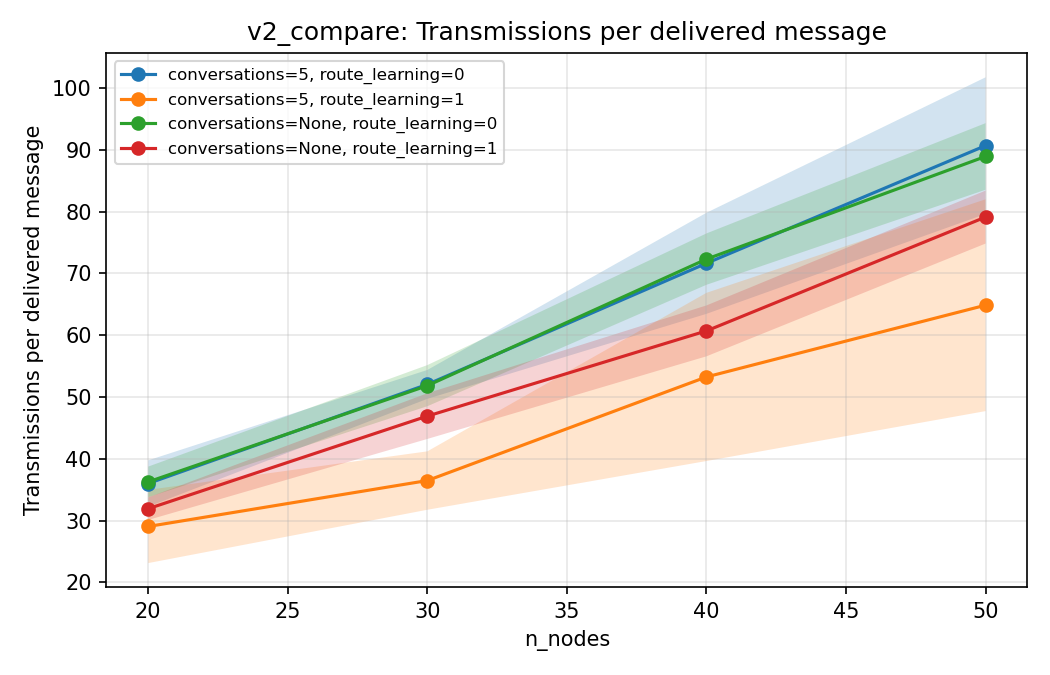 v2_compare: Transmissions per delivered message
conversations=5, route_learning=0
conversations=5, route_learning=1
conversations=None, route_learning=0
conversations=None, route_learning=1
Transmissions per delivered message
100
90
80
70
60
50
40
30
20
20 25 30 35 40 45 50
n_nodes